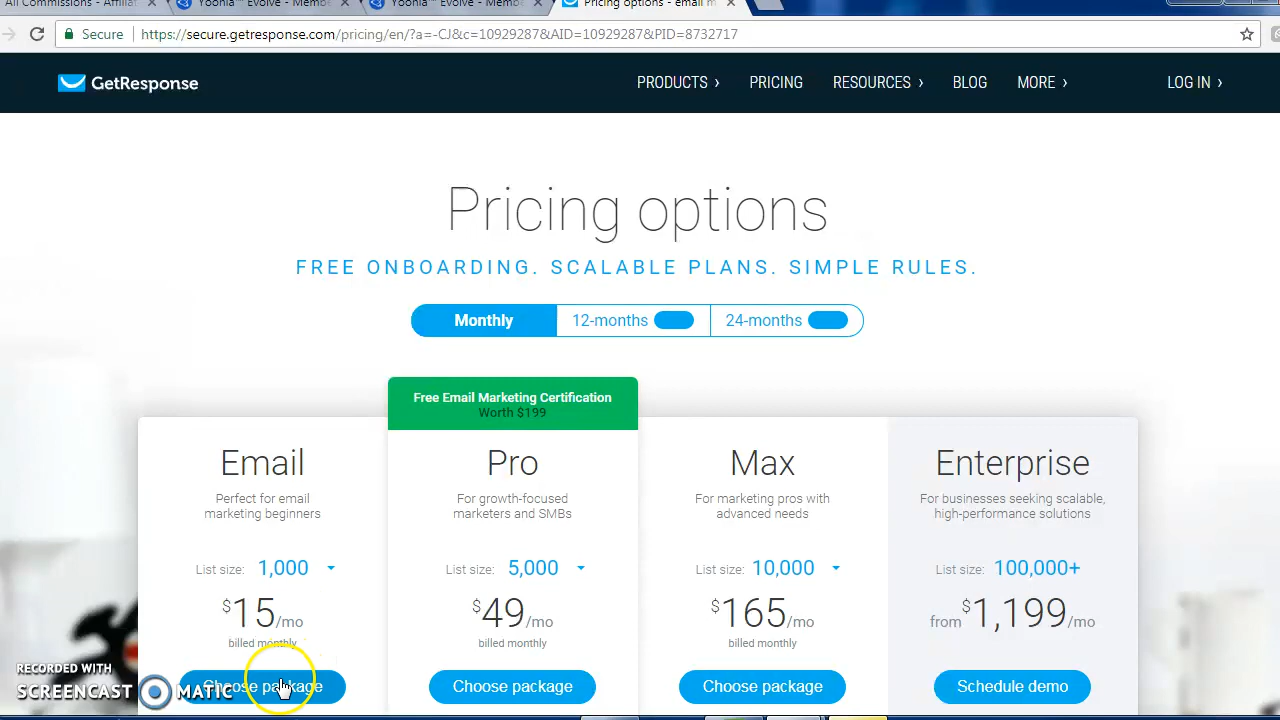 All Commissions - Affiliat
Yoonla™ Evolve - Membe
Yoonla™ Evolve - Membe
Pricing options - email m
Secure
https://secure.getresponse.com/pricing/en/?a=-CJ&c=10929287&AID=10929287&PID=8732717
GetResponse
PRODUCTS ›
PRICING
RESOURCES ›
BLOG
MORE ›
LOG IN ›
Pricing options
FREE ONBOARDING. SCALABLE PLANS. SIMPLE RULES.
Monthly
12-months
24-months
Free Email Marketing Certification
Worth $199
Email
Perfect for email
marketing beginners
List size: 1,000
$15/mo
billed monthly
Choose package
Pro
For growth-focused
marketers and SMBs
List size: 5,000
$49/mo
billed monthly
Choose package
Max
For marketing pros with
advanced needs
List size: 10,000
$165/mo
billed monthly
Choose package
Enterprise
For businesses seeking scalable,
high-performance solutions
List size: 100,000+
from $1,199/mo
Schedule demo
RECORDED WITH
SCREENCAST MATIC